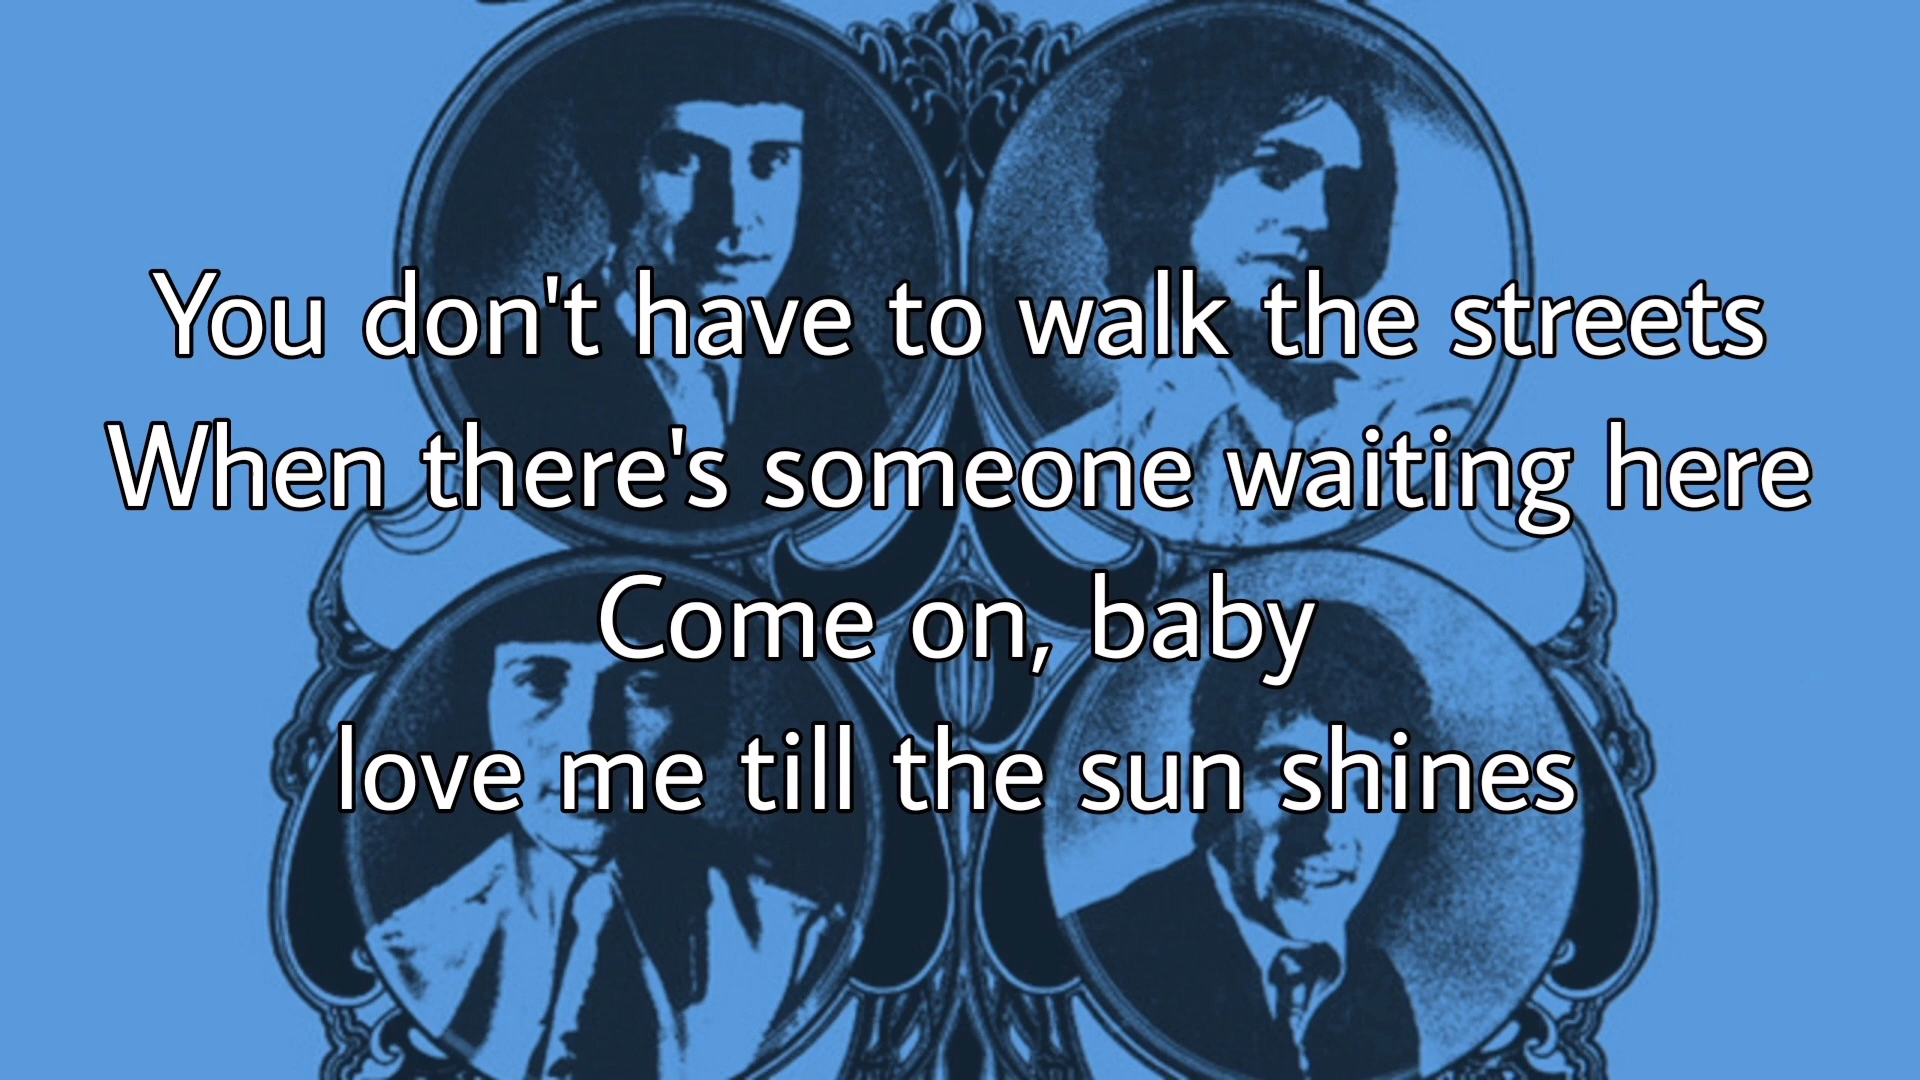 You don't have to walk the streets
When there's someone waiting here
Come on, baby
love me till the sun shines